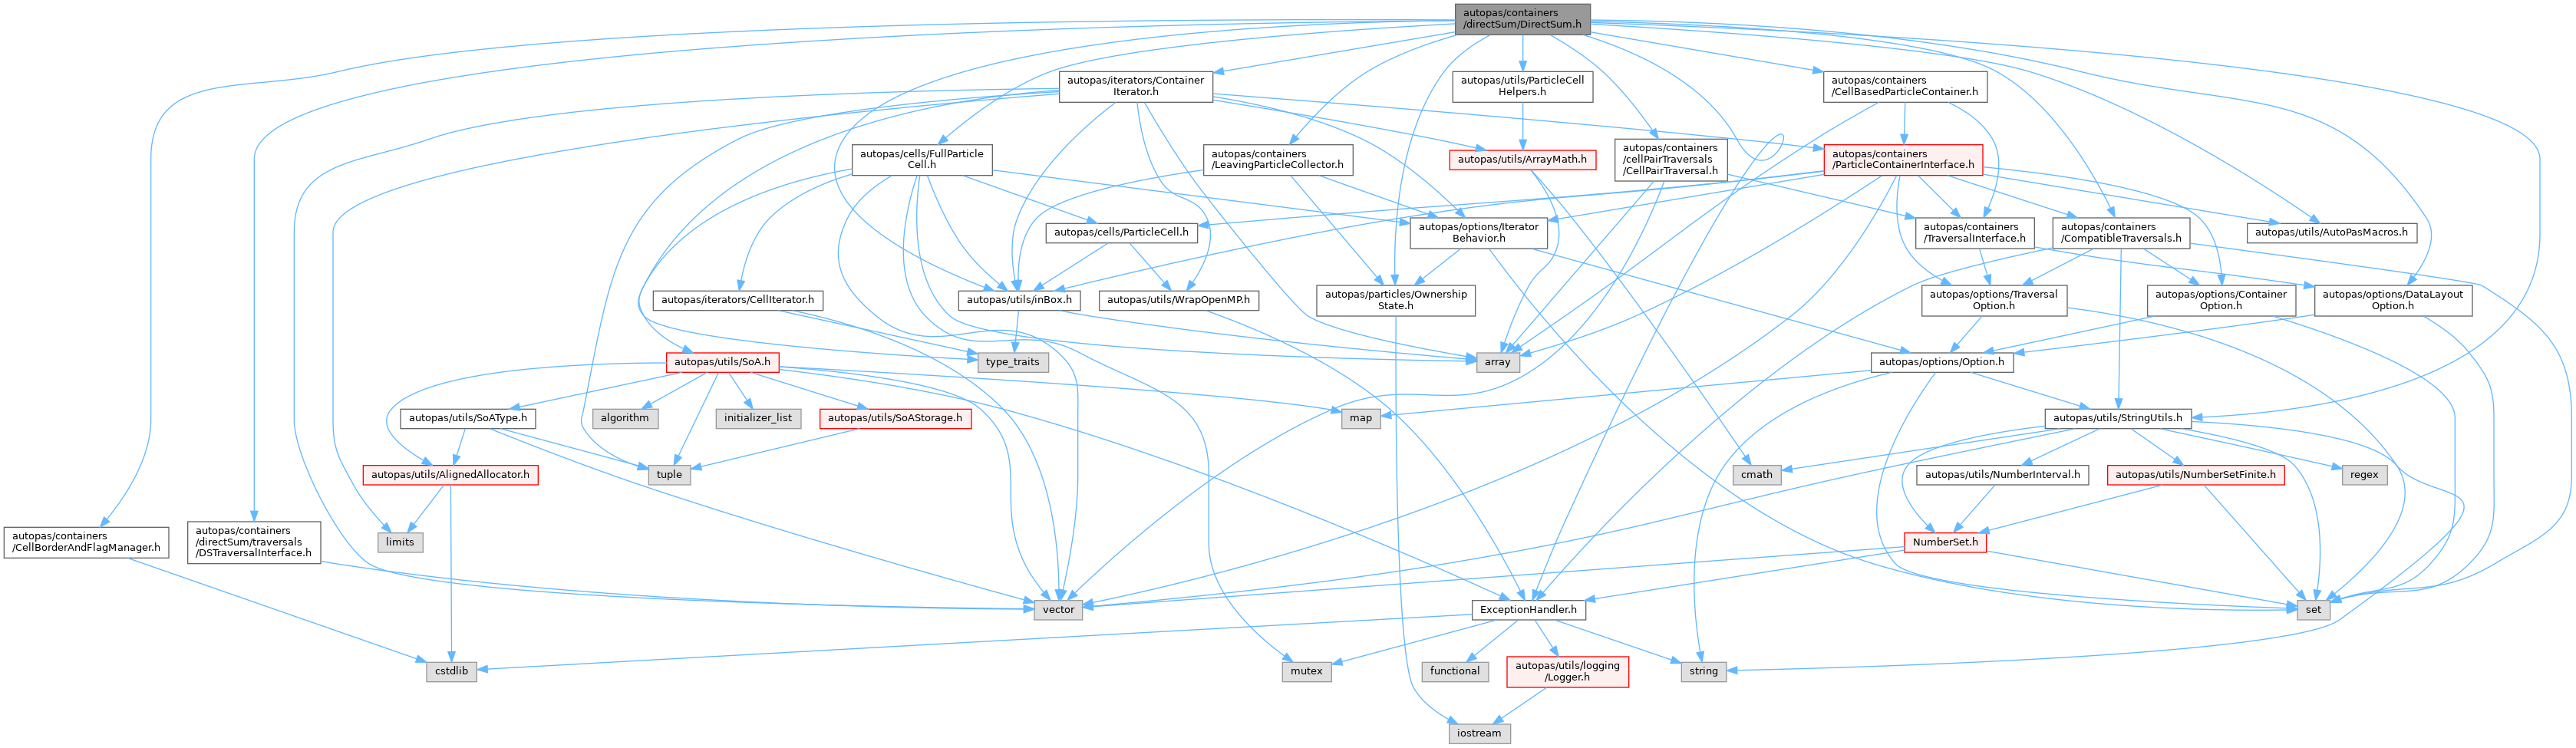 autopas/containers
/directSum/DirectSum.h
autopas/iterators/Container
Iterator.h
autopas/utils/ParticleCell
Helpers.h
autopas/containers
/CellBasedParticleContainer.h
autopas/cells/FullParticle
Cell.h
autopas/containers
/LeavingParticleCollector.h
autopas/utils/ArrayMath.h
autopas/containers
/cellPairTraversals
/CellPairTraversal.h
autopas/containers
/ParticleContainerInterface.h
autopas/cells/ParticleCell.h
autopas/options/Iterator
Behavior.h
autopas/containers
/TraversalInterface.h
autopas/containers
/CompatibleTraversals.h
autopas/utils/AutoPasMacros.h
autopas/iterators/CellIterator.h
autopas/utils/inBox.h
autopas/utils/WrapOpenMP.h
autopas/particles/Ownership
State.h
autopas/options/Traversal
Option.h
autopas/options/Container
Option.h
autopas/options/DataLayout
Option.h
autopas/utils/SoA.h
type_traits
array
autopas/options/Option.h
autopas/utils/SoAType.h
algorithm
initializer_list
autopas/utils/SoAStorage.h
map
autopas/utils/StringUtils.h
autopas/utils/AlignedAllocator.h
tuple
cmath
autopas/utils/NumberInterval.h
autopas/utils/NumberSetFinite.h
regex
autopas/containers
/CellBorderAndFlagManager.h
autopas/containers
/directSum/traversals
/DSTraversalInterface.h
limits
NumberSet.h
vector
ExceptionHandler.h
set
cstdlib
mutex
functional
autopas/utils/logging
/Logger.h
string
iostream